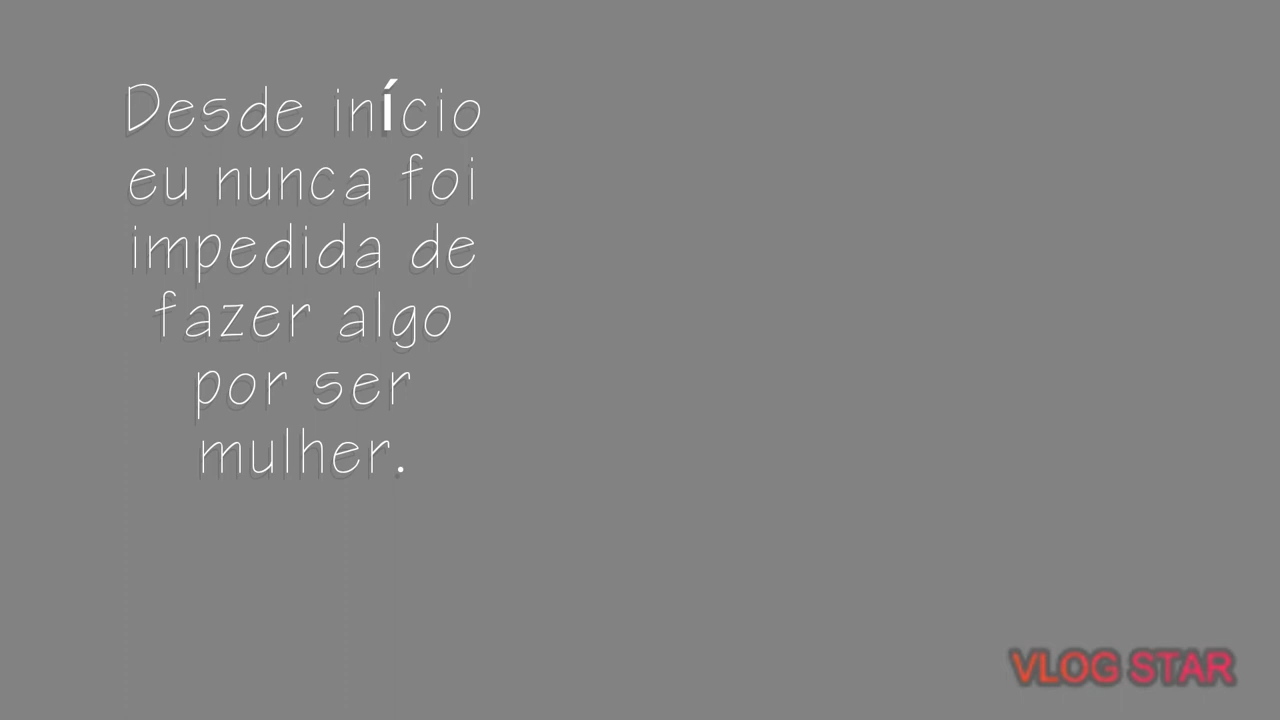 Desde início
eu nunca foi
impedida de
fazer algo
por ser
mulher.
VLOG STAR